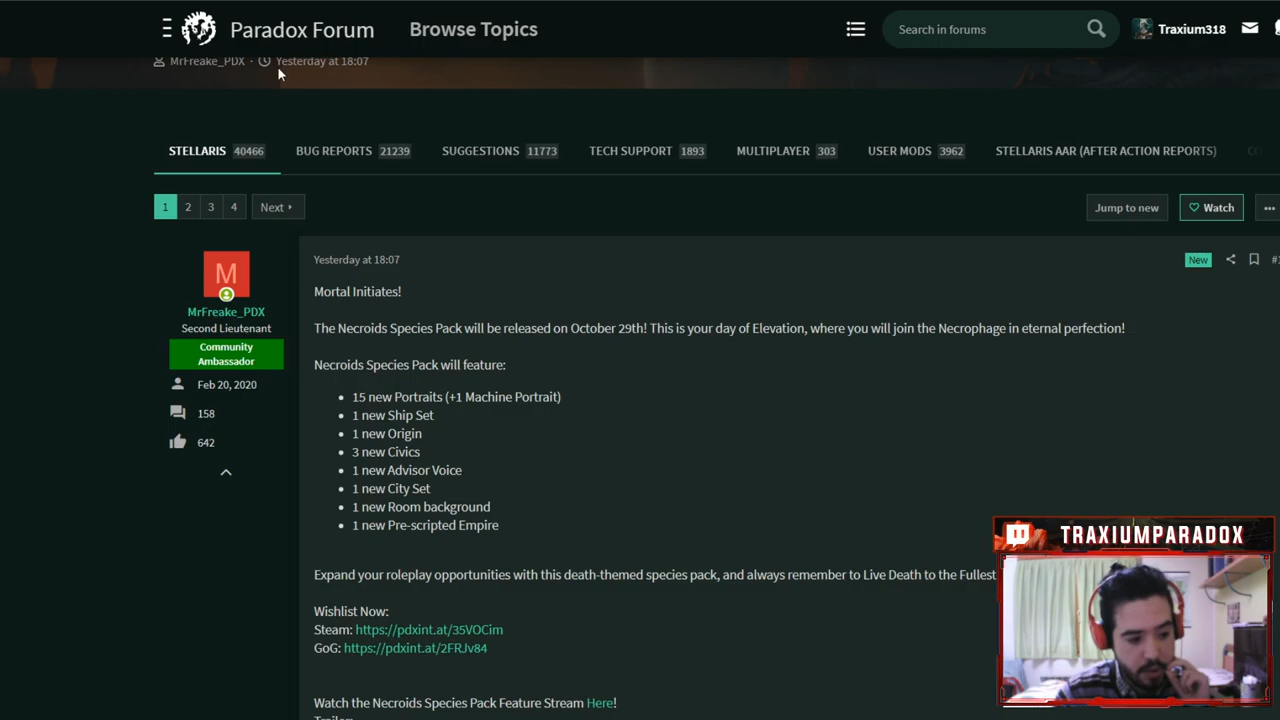 Paradox Forum
Browse Topics
Search in forums
Traxium318
MrFreake_PDX · Yesterday at 18:07
STELLARIS 40466
BUG REPORTS 21239
SUGGESTIONS 11773
TECH SUPPORT 1893
MULTIPLAYER 303
USER MODS 3962
STELLARIS AAR (AFTER ACTION REPORTS)
1 2 3 4 Next
Jump to new
Watch
M
MrFreake_PDX
Second Lieutenant
Community
Ambassador
Feb 20, 2020
158
642
Yesterday at 18:07
New
Mortal Initiates!
The Necroids Species Pack will be released on October 29th! This is your day of Elevation, where you will join the Necrophage in eternal perfection!
Necroids Species Pack will feature:
• 15 new Portraits (+1 Machine Portrait)
• 1 new Ship Set
• 1 new Origin
• 3 new Civics
• 1 new Advisor Voice
• 1 new City Set
• 1 new Room background
• 1 new Pre-scripted Empire
Expand your roleplay opportunities with this death-themed species pack, and always remember to Live Death to the Fullest
Wishlist Now:
Steam: https://pdxint.at/35VOCim
GoG: https://pdxint.at/2FRJv84
Watch the Necroids Species Pack Feature Stream Here!
TRAXIUMPARADOX